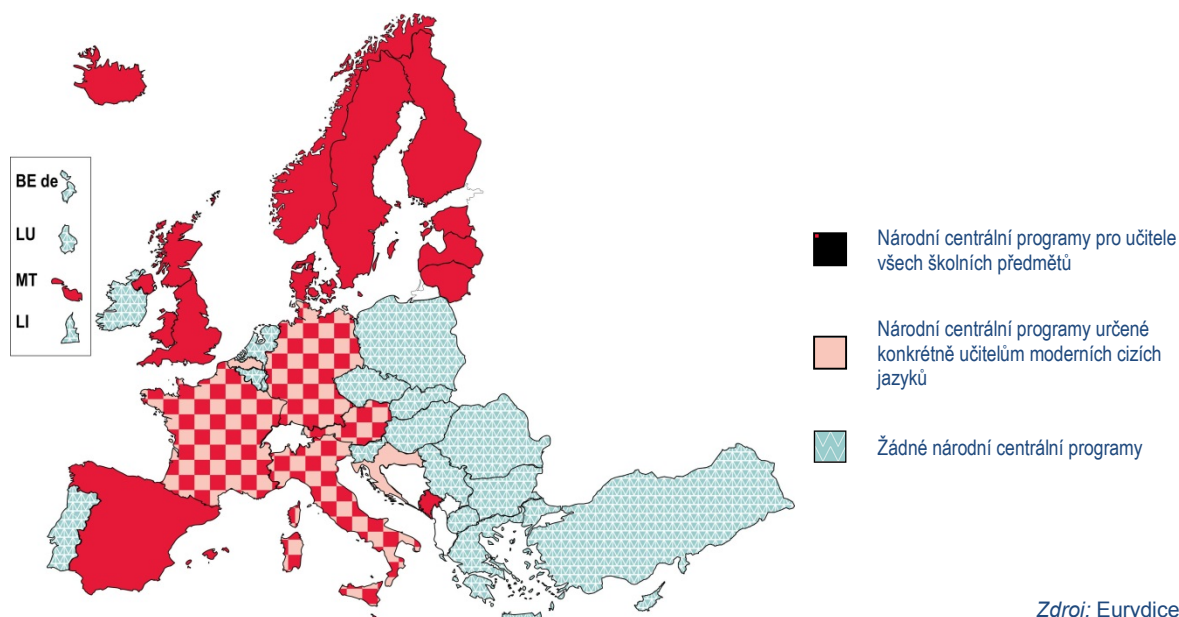 BE de
LU
MT
LI
Národní centrální programy pro učitele
všech školních předmětů
Národní centrální programy určené
konkrétně učitelům moderních cizích
jazyků
Žádné národní centrální programy
Zdroj: Eurydice